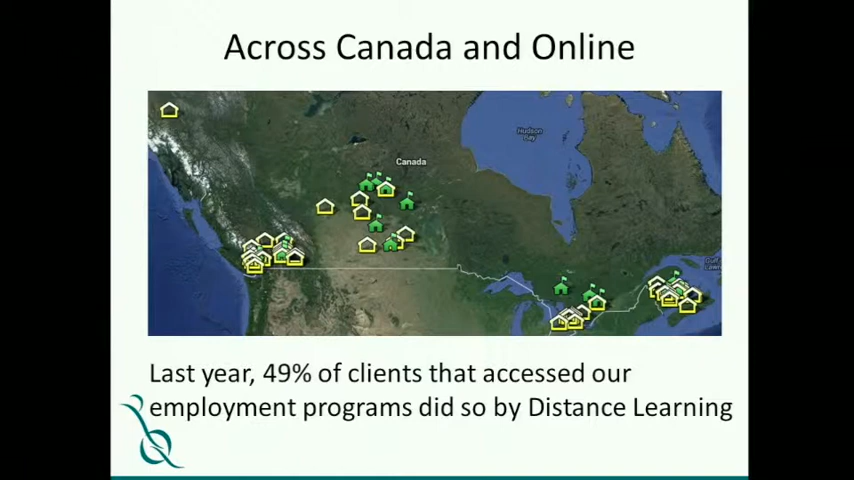 Across Canada and Online
Hudson
Bay
Canada
Last year, 49% of clients that accessed our
employment programs did so by Distance Learning